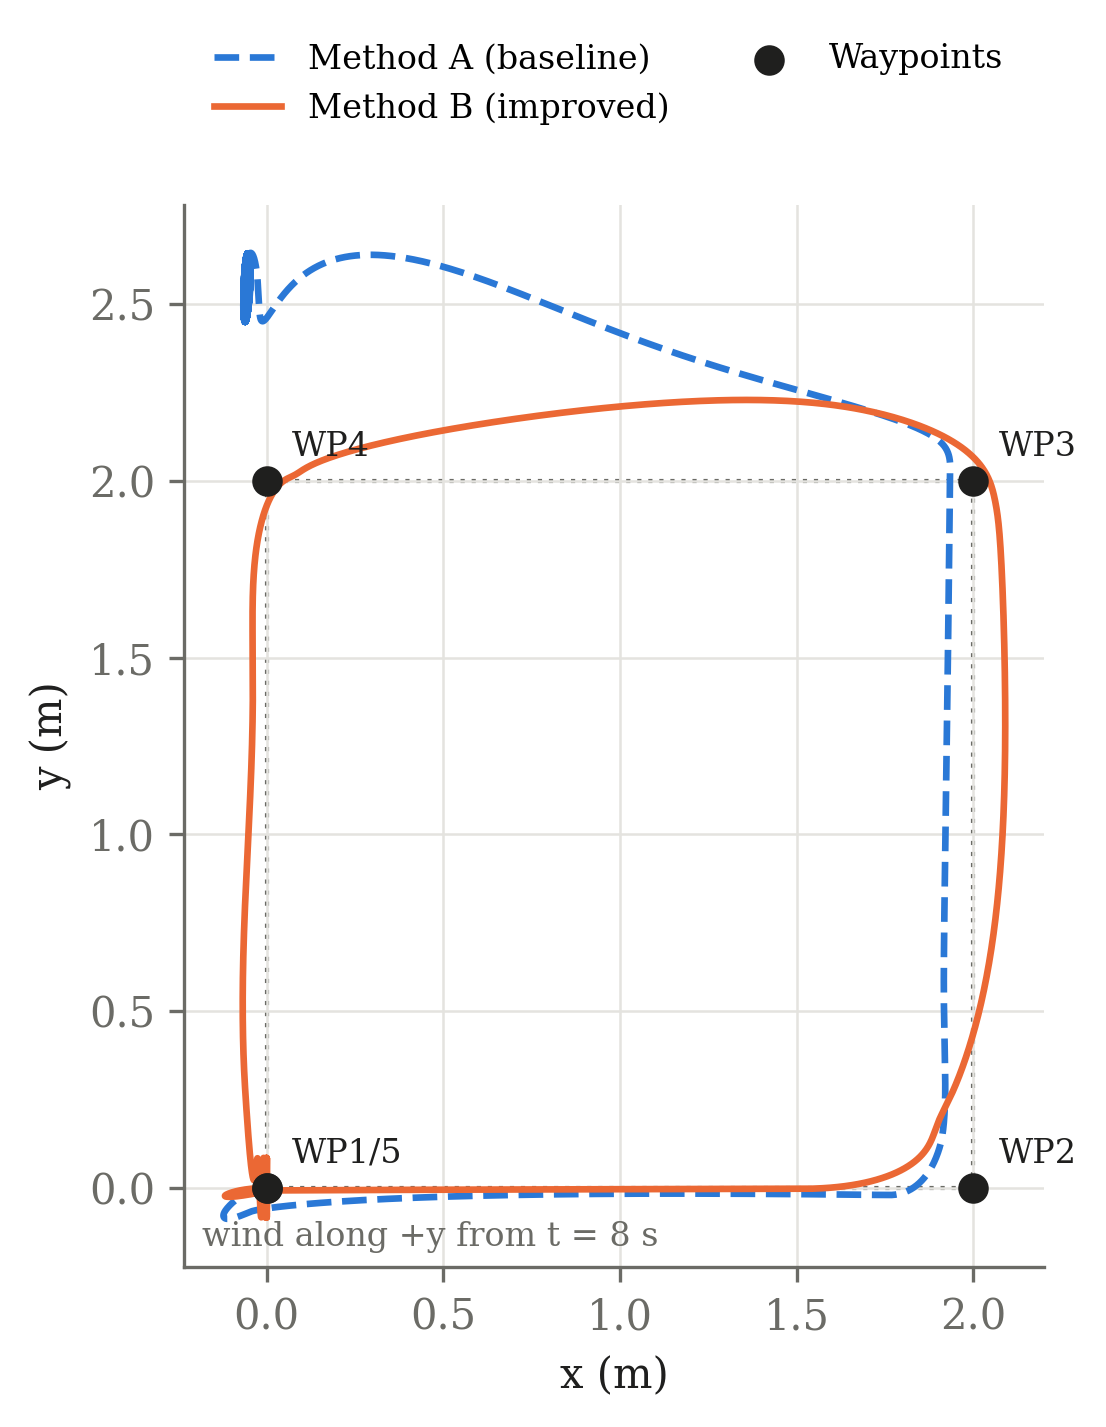 Method A (baseline)
Method B (improved)
Waypoints
2.5
2.0
1.5
1.0
0.5
0.0
y (m)
WP4
WP3
WP1/5
WP2
wind along +y from t = 8 s
0.0 0.5 1.0 1.5 2.0
x (m)